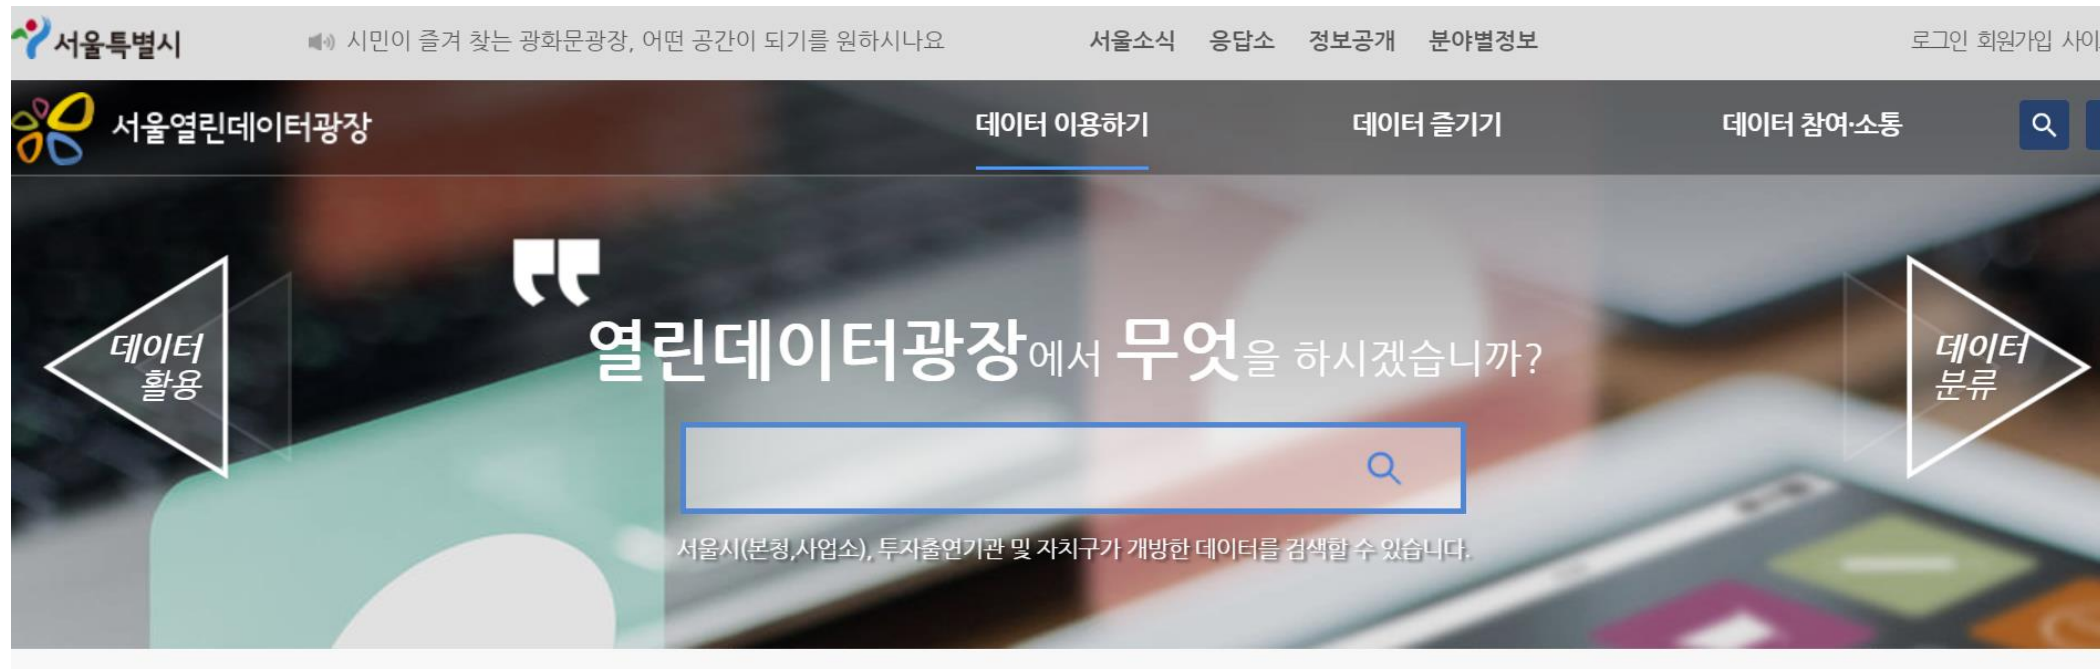 서울특별시 시민이 즐겨 찾는 광화문광장, 어떤 공간이 되기를 원하시나요 서울소식 응답소 정보공개 분야별정보 로그인 회원가입
서울열린데이터광장 데이터 이용하기 데이터 즐기기 데이터 참여·소통
열린데이터광장에서 무엇을 하시겠습니까?
데이터
활용
데이터
분류
서울시(본청,사업소), 투자출연기관 및 자치구가 개방한 데이터를 검색할 수 있습니다.